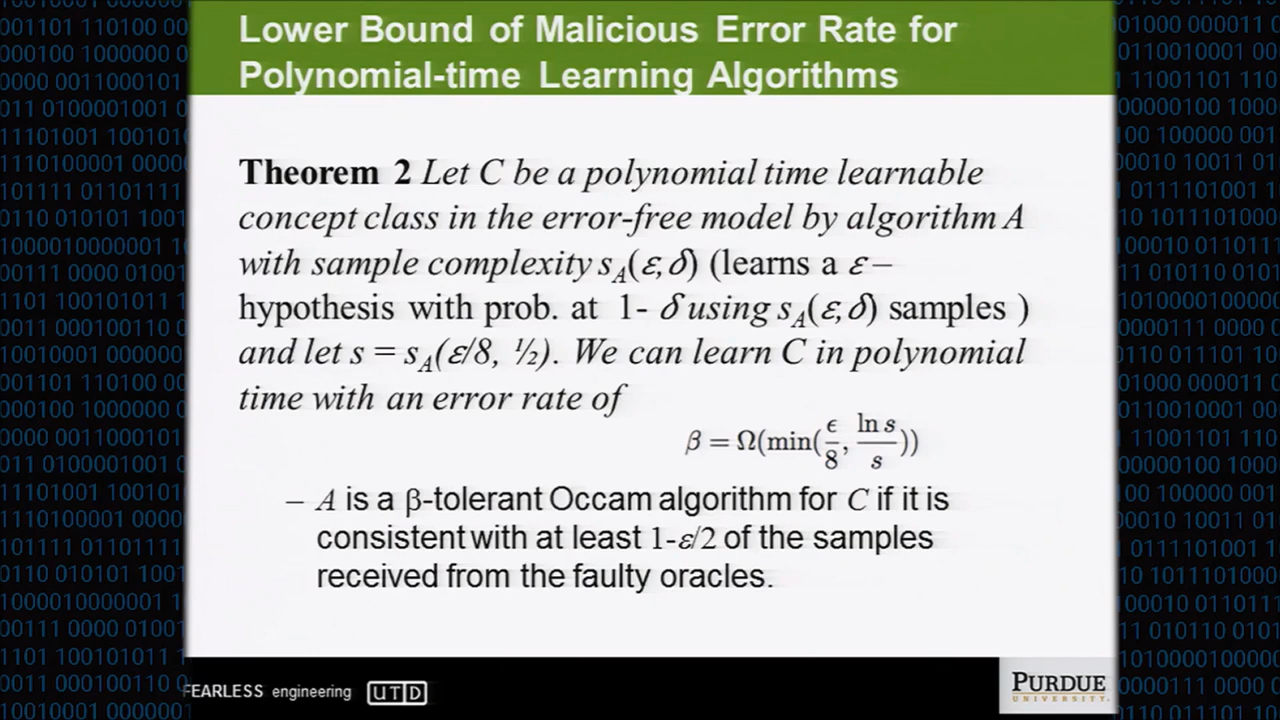 Lower Bound of Malicious Error Rate for
Polynomial-time Learning Algorithms
Theorem 2 Let C be a polynomial time learnable
concept class in the error-free model by algorithm A
with sample complexity s_A(ε,δ) (learns a ε –
hypothesis with prob. at 1- δ using s_A(ε,δ) samples )
and let s = s_A(ε/8, ½). We can learn C in polynomial
time with an error rate of
β = Ω(min(ϵ/8, ln s/s))
– A is a β-tolerant Occam algorithm for C if it is
consistent with at least 1-ε/2 of the samples
received from the faulty oracles.
FEARLESS engineering UTD
PURDUE
UNIVERSITY